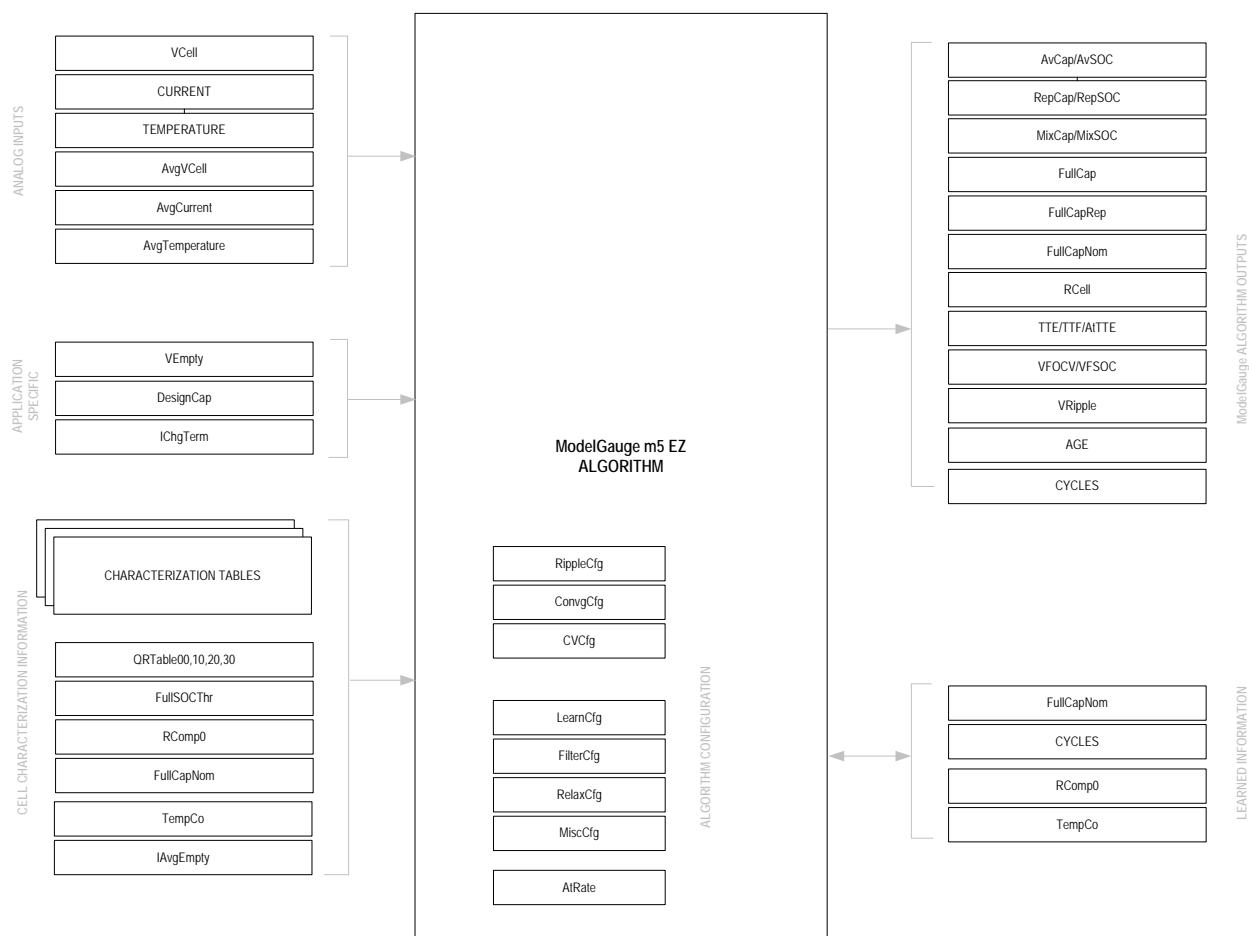 ANALOG INPUTS
VCell
CURRENT
TEMPERATURE
AvgVCell
AvgCurrent
AvgTemperature
APPLICATION
SPECIFIC
VEmpty
DesignCap
IChgTerm
CELL CHARACTERIZATION INFORMATION
CHARACTERIZATION TABLES
QRTable00,10,20,30
FullSOCThr
RComp0
FullCapNom
TempCo
IAvgEmpty
ModelGauge m5 EZ
ALGORITHM
RippleCfg
ConvgCfg
CVCfg
LearnCfg
FilterCfg
RelaxCfg
MiscCfg
AtRate
ALGORITHM CONFIGURATION
AvCap/AvSOC
RepCap/RepSOC
MixCap/MixSOC
FullCap
FullCapRep
FullCapNom
RCell
TTE/TTF/AtTTE
VFOCV/VFSOC
VRipple
AGE
CYCLES
ModelGauge ALGORITHM OUTPUTS
FullCapNom
CYCLES
RComp0
TempCo
LEARNED INFORMATION